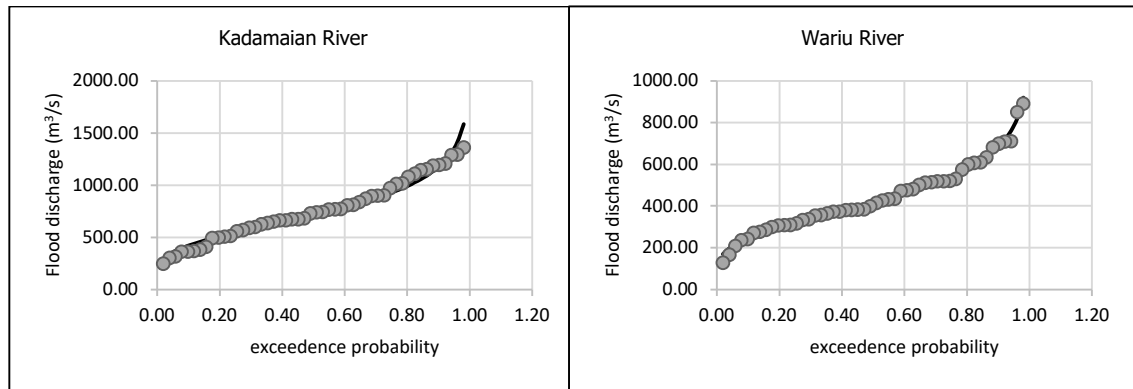 Kadamaian River
2000.00
1500.00
1000.00
500.00
0.00
Flood discharge (m³/s)
0.00 0.20 0.40 0.60 0.80 1.00 1.20
exceedence probability
Wariu River
1000.00
800.00
600.00
400.00
200.00
0.00
Flood discharge (m³/s)
0.00 0.20 0.40 0.60 0.80 1.00 1.20
exceedence probability